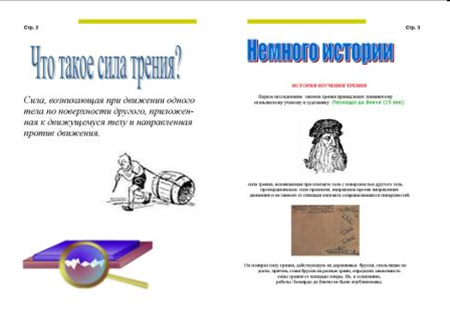 Стр. 2
Что такое сила трения?
Сила, возникающая при движении одного
тела по поверхности другого, приложен-
ная к движущемуся телу и направленная
против движения.
Стр. 3
Немного истории
ИСТОРИЯ ИЗУЧЕНИЯ ТРЕНИЯ
Первое исследование законов трения принадлежит знаменитому
итальянскому ученому и художнику Леонардо да Винчи (15 век):
сила трения, возникающая при контакте тела с поверхностью другого тела,
пропорциональна силе прижатия, направлена против направления
движения и не зависит от площади контакта соприкасающихся поверхностей.
Он измерял силу трения, действующую на деревянные бруски, скользящие по
доске, причем, ставя бруски на разные грани, определял зависимость
силы трения от площади опоры. Но, к сожалению,
работы Леонардо да Винчи не были опубликованы.